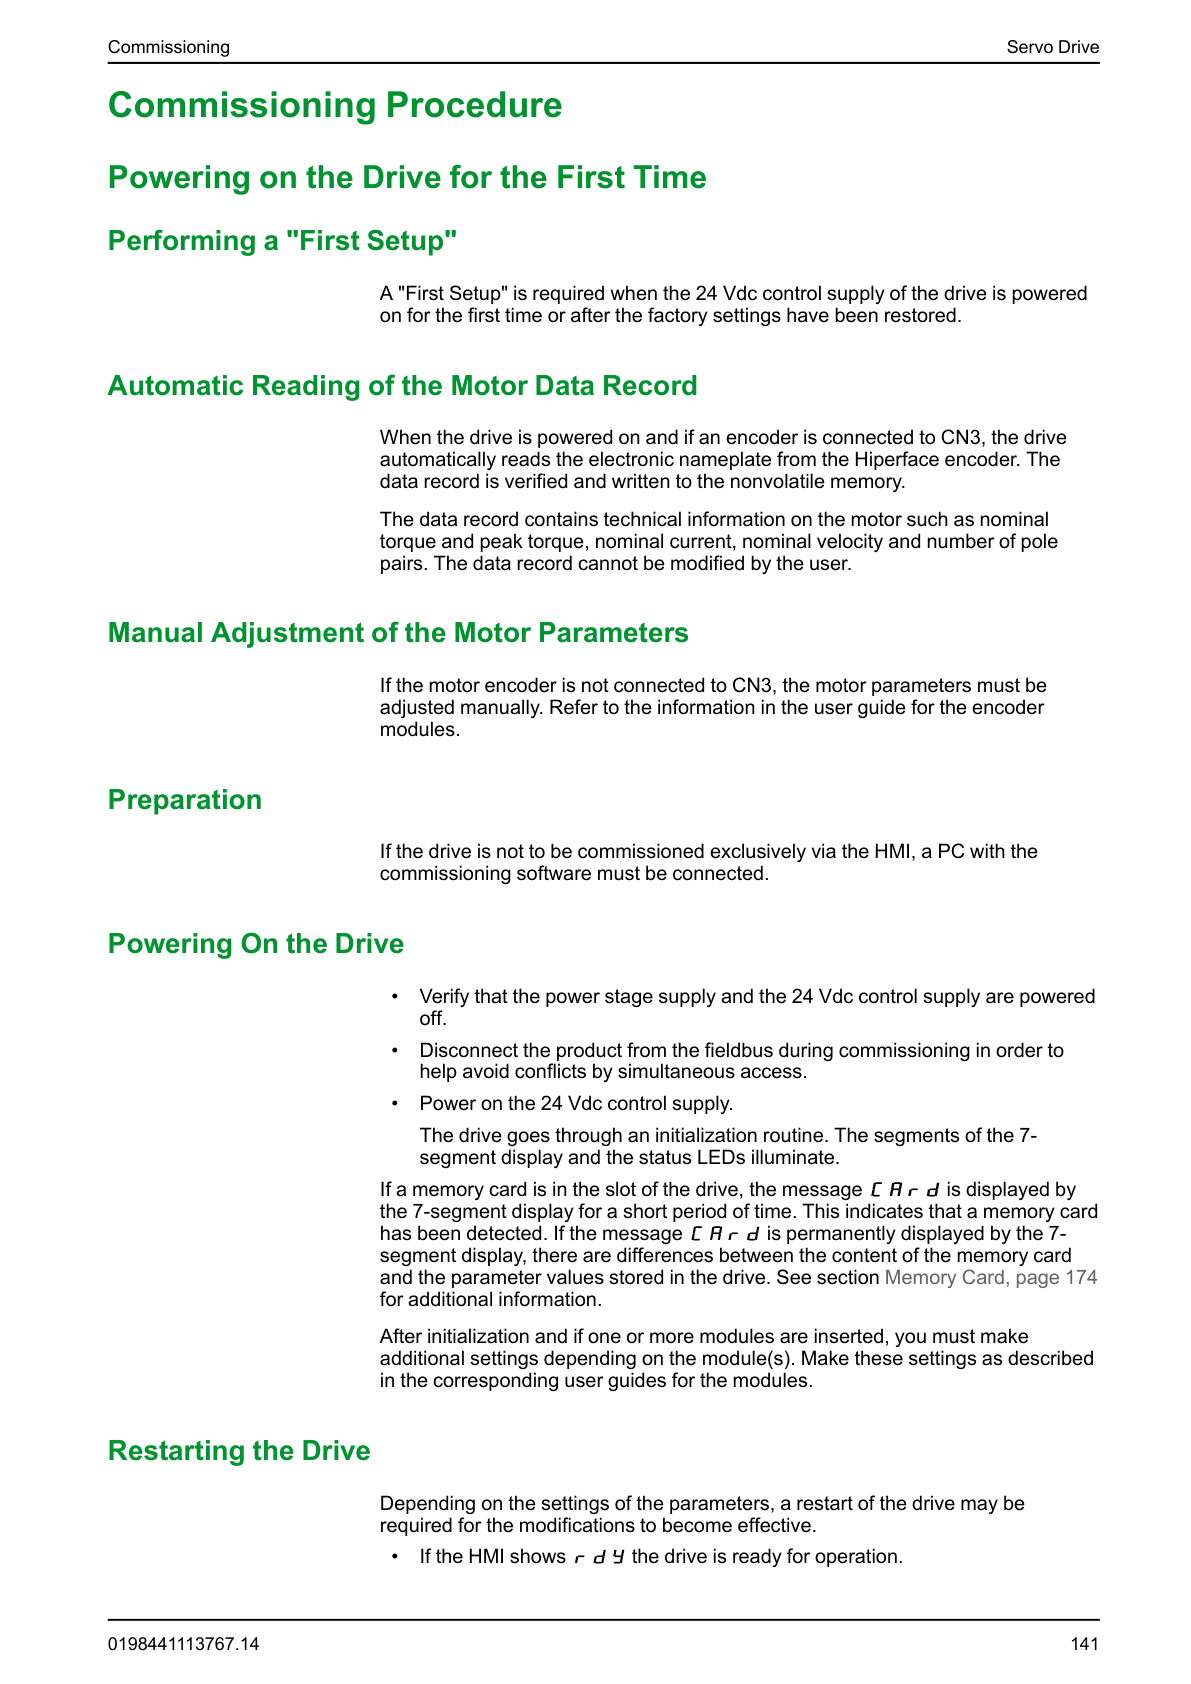 Commissioning
Servo Drive
Commissioning Procedure
Powering on the Drive for the First Time
Performing a "First Setup"
A "First Setup" is required when the 24 Vdc control supply of the drive is powered
on for the first time or after the factory settings have been restored.
Automatic Reading of the Motor Data Record
When the drive is powered on and if an encoder is connected to CN3, the drive
automatically reads the electronic nameplate from the Hiperface encoder. The
data record is verified and written to the nonvolatile memory.
The data record contains technical information on the motor such as nominal
torque and peak torque, nominal current, nominal velocity and number of pole
pairs. The data record cannot be modified by the user.
Manual Adjustment of the Motor Parameters
If the motor encoder is not connected to CN3, the motor parameters must be
adjusted manually. Refer to the information in the user guide for the encoder
modules.
Preparation
If the drive is not to be commissioned exclusively via the HMI, a PC with the
commissioning software must be connected.
Powering On the Drive
• Verify that the power stage supply and the 24 Vdc control supply are powered
off.
• Disconnect the product from the fieldbus during commissioning in order to
help avoid conflicts by simultaneous access.
• Power on the 24 Vdc control supply.
The drive goes through an initialization routine. The segments of the 7-
segment display and the status LEDs illuminate.
If a memory card is in the slot of the drive, the message CArd is displayed by
the 7-segment display for a short period of time. This indicates that a memory card
has been detected. If the message CArd is permanently displayed by the 7-
segment display, there are differences between the content of the memory card
and the parameter values stored in the drive. See section Memory Card, page 174
for additional information.
After initialization and if one or more modules are inserted, you must make
additional settings depending on the module(s). Make these settings as described
in the corresponding user guides for the modules.
Restarting the Drive
Depending on the settings of the parameters, a restart of the drive may be
required for the modifications to become effective.
• If the HMI shows rdy the drive is ready for operation.
0198441113767.14
141